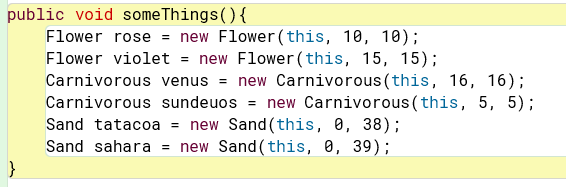 public void someThings(){
    Flower rose = new Flower(this, 10, 10);
    Flower violet = new Flower(this, 15, 15);
    Carnivorous venus = new Carnivorous(this, 16, 16);
    Carnivorous sundeuos = new Carnivorous(this, 5, 5);
    Sand tatacoa = new Sand(this, 0, 38);
    Sand sahara = new Sand(this, 0, 39);
}